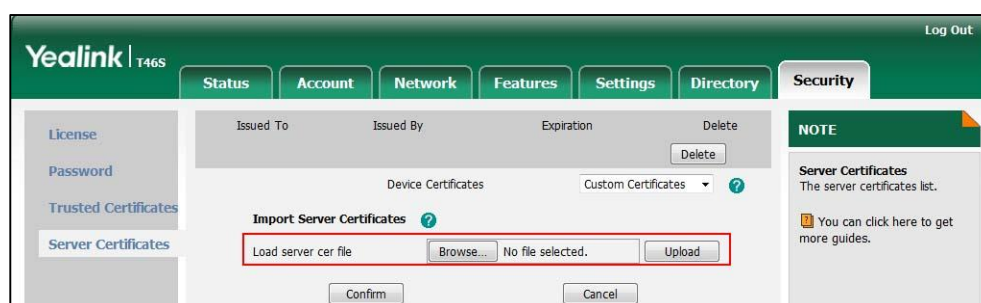 Log Out
Yealink | T46S
Status Account Network Features Settings Directory Security
License
Password
Trusted Certificates
Server Certificates
Issued To Issued By Expiration Delete
Delete
Device Certificates Custom Certificates ?
Import Server Certificates ?
Load server cer file Browse... No file selected. Upload
Confirm Cancel
NOTE
Server Certificates
The server certificates list.
? You can click here to get
more guides.